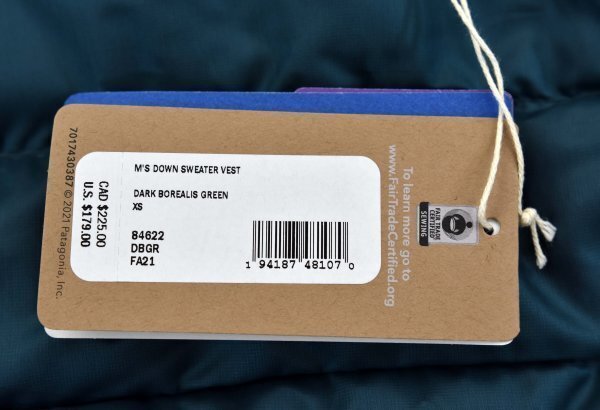 M'S DOWN SWEATER VEST
DARK BOREALIS GREEN
XS
84622
DBGR
FA21
1 94187 48107 0
CAD $225.00
U.S. $179.00
7017430387 © 2021 Patagonia, Inc.
To learn more go to
www.FairTradeCertified.org
FAIR TRADE
CERTIFIED
SEWING